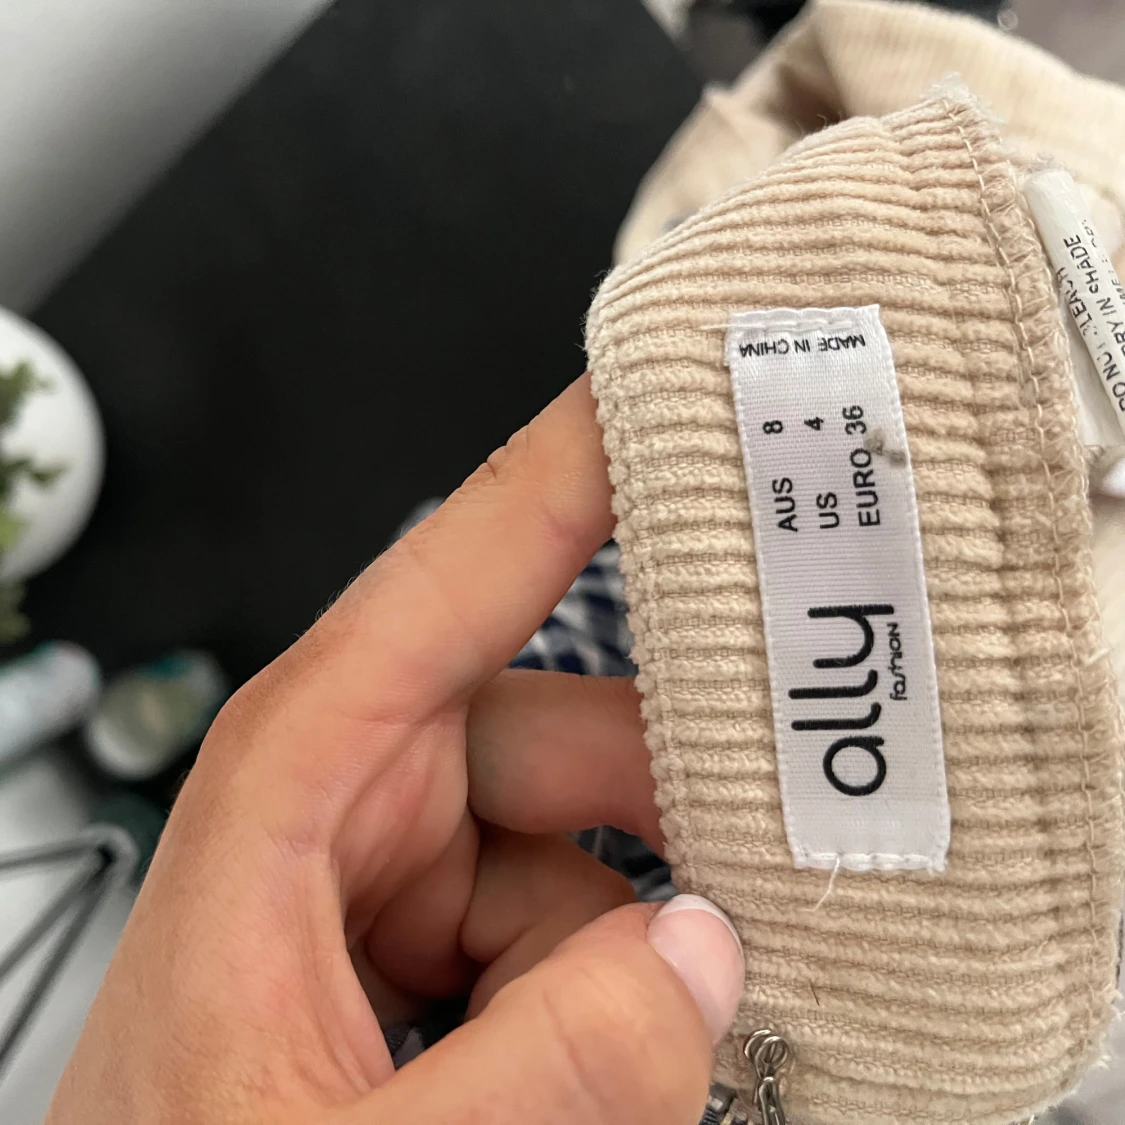 ally
fashion
AUS 8
US 4
EURO 36
MADE IN CHINA
DO NOT BLEACH
DRY IN SHADE